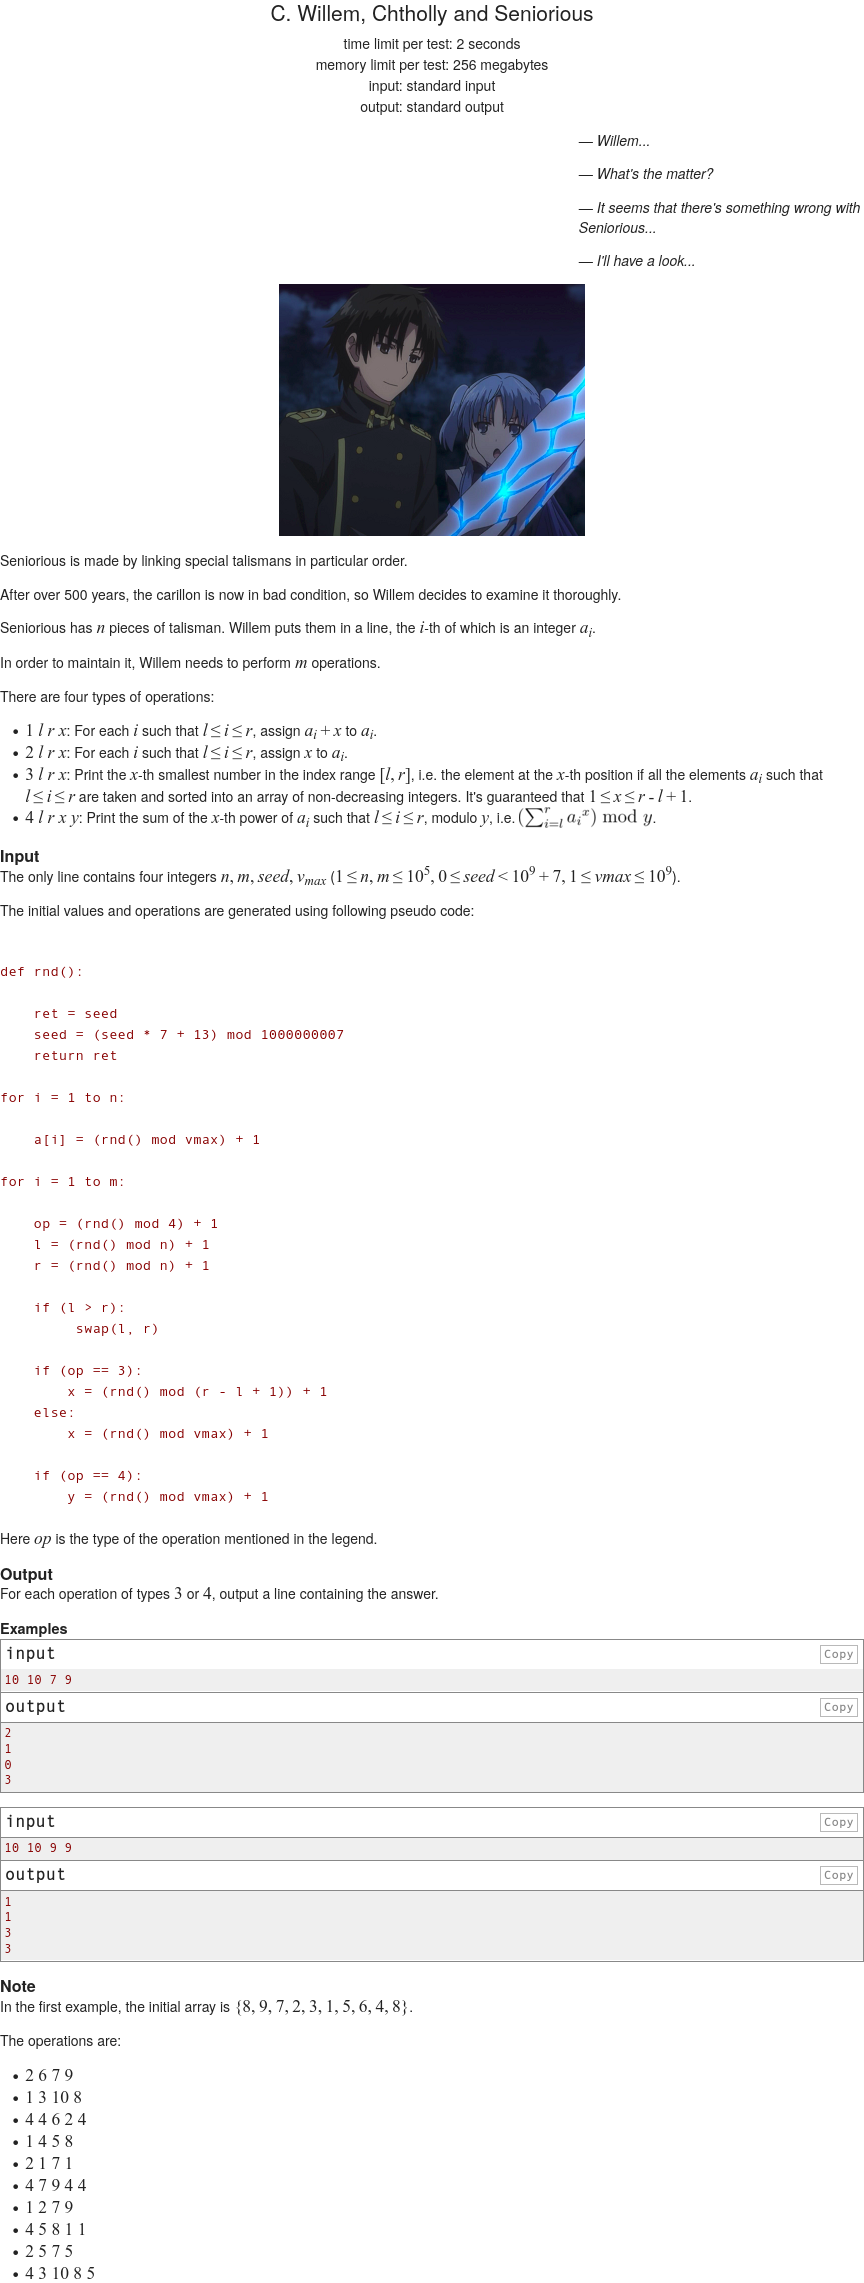 C. Willem, Chtholly and Seniorious
time limit per test: 2 seconds
memory limit per test: 256 megabytes
input: standard input
output: standard output
— Willem...
— What's the matter?
— It seems that there's something wrong with
Seniorious...
— I'll have a look...
Seniorious is made by linking special talismans in particular order.
After over 500 years, the carillon is now in bad condition, so Willem decides to examine it thoroughly.
Seniorious has n pieces of talisman. Willem puts them in a line, the i-th of which is an integer a_i.
In order to maintain it, Willem needs to perform m operations.
There are four types of operations:
• 1 l r x: For each i such that l ≤ i ≤ r, assign a_i + x to a_i.
• 2 l r x: For each i such that l ≤ i ≤ r, assign x to a_i.
• 3 l r x: Print the x-th smallest number in the index range [l, r], i.e. the element at the x-th position if all the elements a_i such that
l ≤ i ≤ r are taken and sorted into an array of non-decreasing integers. It's guaranteed that 1 ≤ x ≤ r - l + 1.
• 4 l r x y: Print the sum of the x-th power of a_i such that l ≤ i ≤ r, modulo y, i.e. (∑_{i=l}^{r} a_i^x) mod y.
Input
The only line contains four integers n, m, seed, v_max (1 ≤ n, m ≤ 10^5, 0 ≤ seed < 10^9 + 7, 1 ≤ vmax ≤ 10^9).
The initial values and operations are generated using following pseudo code:
def rnd():
    ret = seed
    seed = (seed * 7 + 13) mod 1000000007
    return ret
for i = 1 to n:
    a[i] = (rnd() mod vmax) + 1
for i = 1 to m:
    op = (rnd() mod 4) + 1
    l = (rnd() mod n) + 1
    r = (rnd() mod n) + 1
    if (l > r):
         swap(l, r)
    if (op == 3):
        x = (rnd() mod (r - l + 1)) + 1
    else:
        x = (rnd() mod vmax) + 1
    if (op == 4):
        y = (rnd() mod vmax) + 1
Here op is the type of the operation mentioned in the legend.
Output
For each operation of types 3 or 4, output a line containing the answer.
Examples
input Copy
10 10 7 9
output Copy
2
1
0
3
input Copy
10 10 9 9
output Copy
1
1
3
3
Note
In the first example, the initial array is {8, 9, 7, 2, 3, 1, 5, 6, 4, 8}.
The operations are:
• 2 6 7 9
• 1 3 10 8
• 4 4 6 2 4
• 1 4 5 8
• 2 1 7 1
• 4 7 9 4 4
• 1 2 7 9
• 4 5 8 1 1
• 2 5 7 5
• 4 3 10 8 5